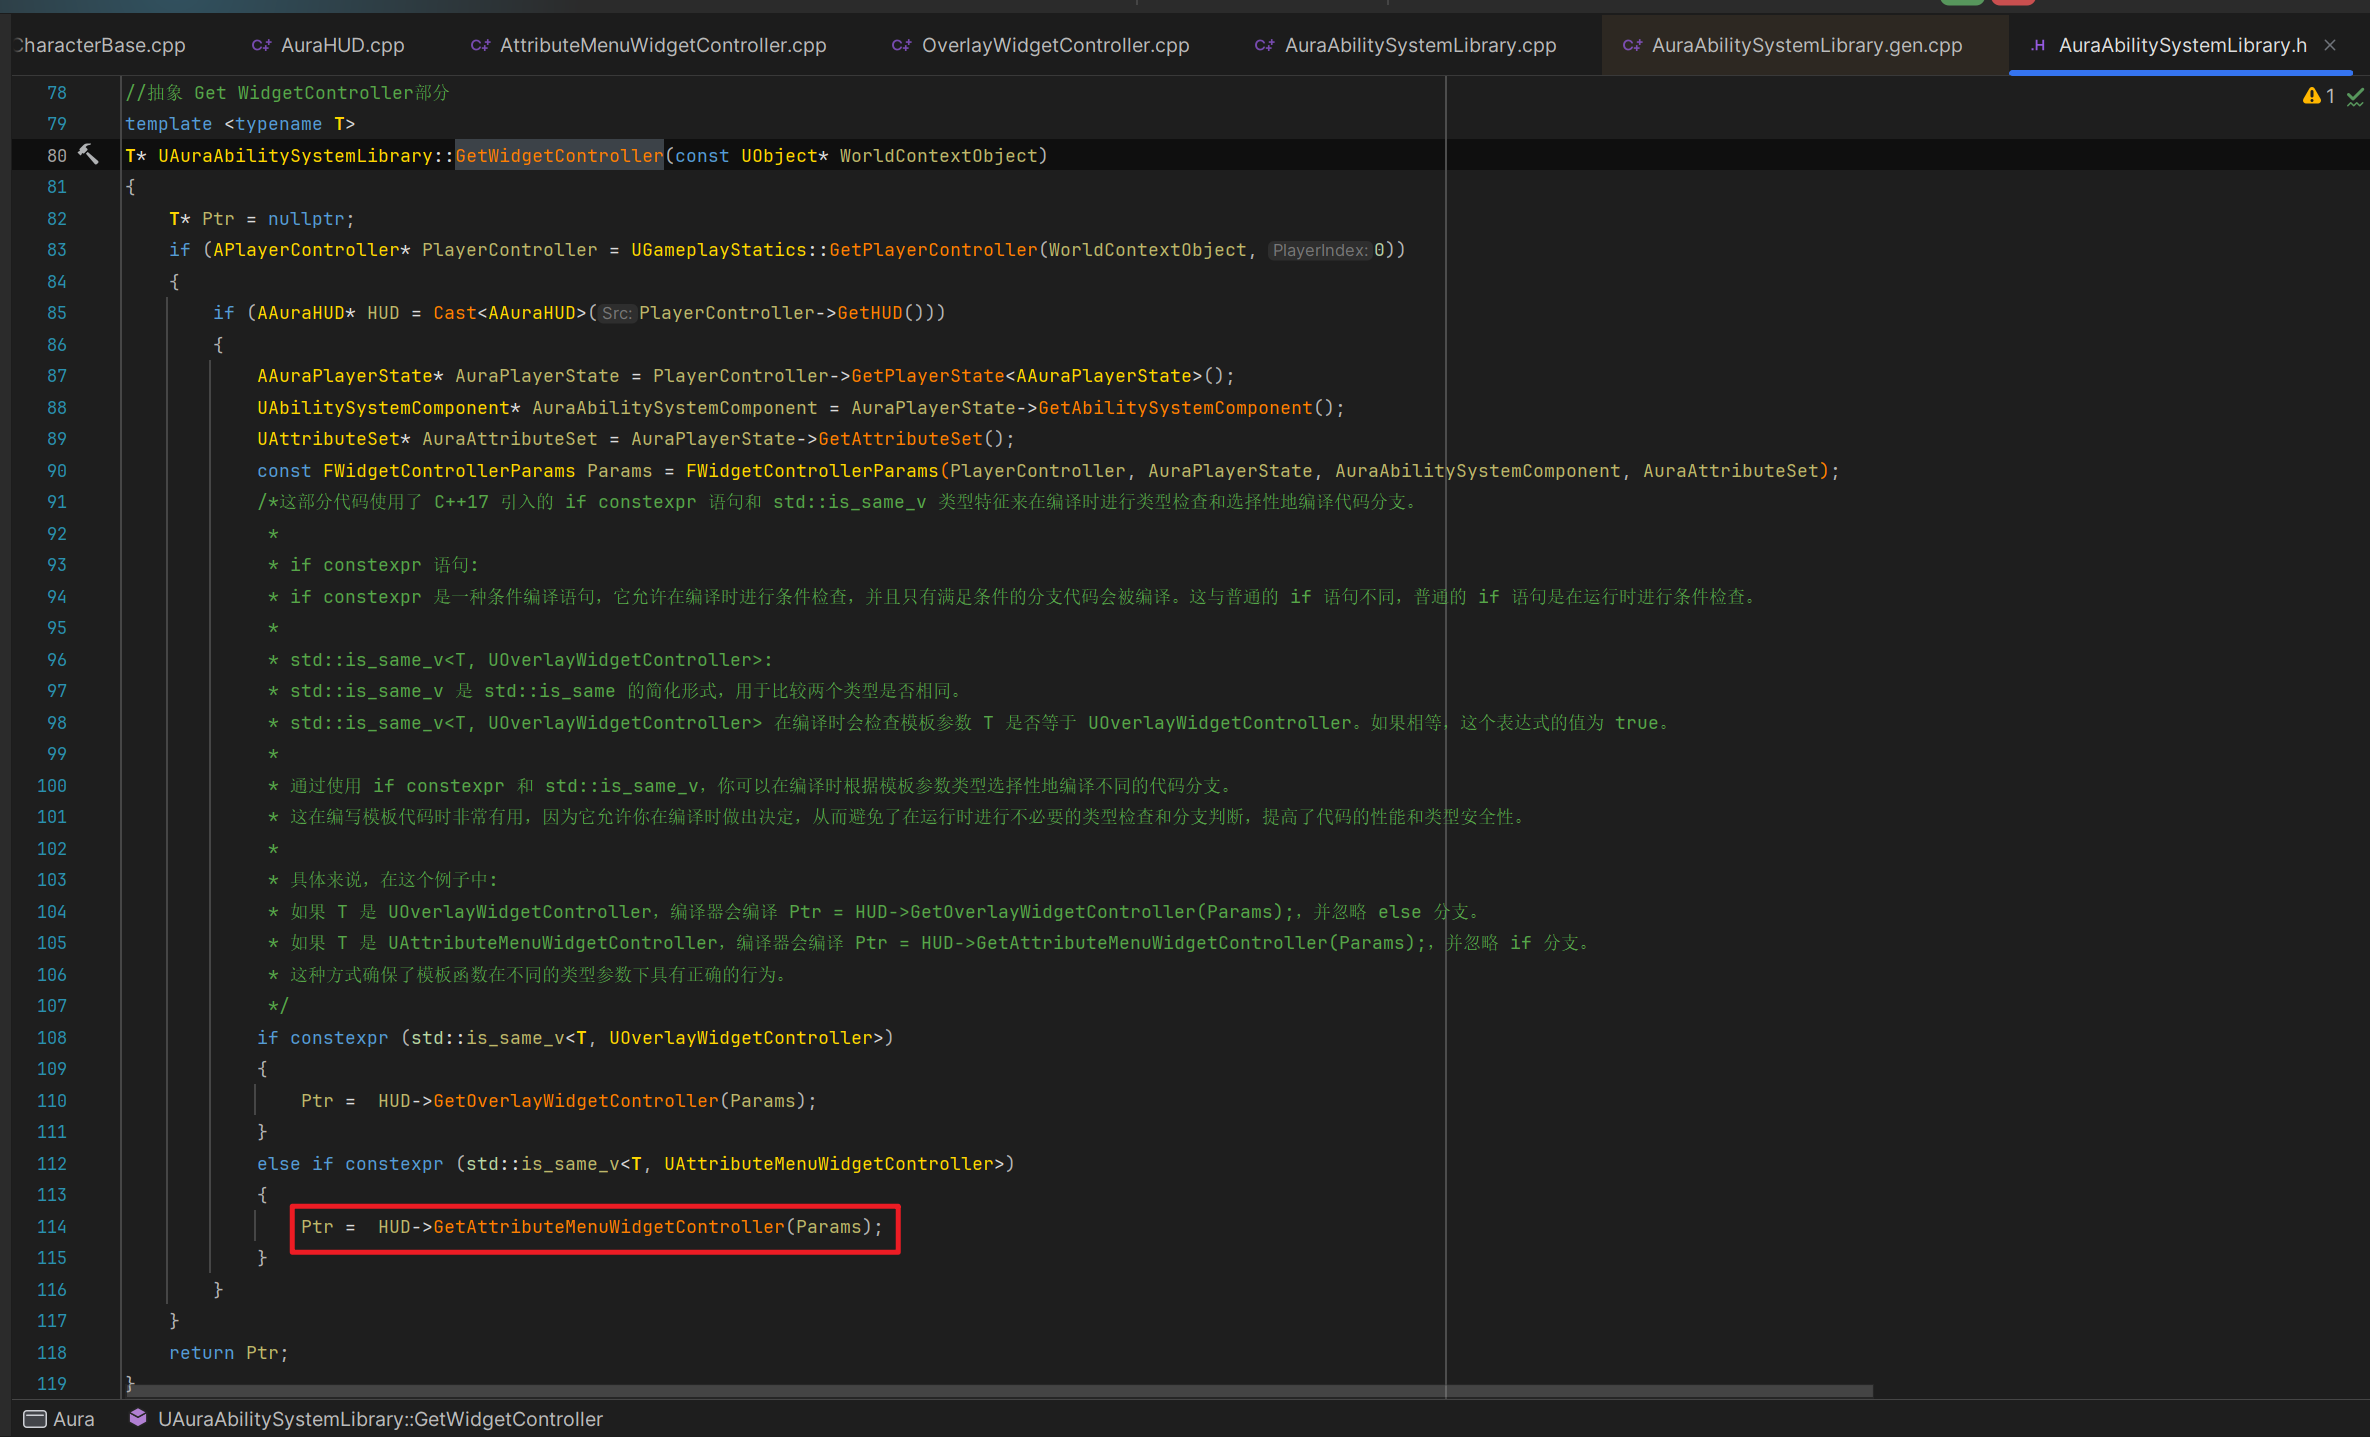 CharacterBase.cpp AuraHUD.cpp AttributeMenuWidgetController.cpp OverlayWidgetController.cpp AuraAbilitySystemLibrary.cpp AuraAbilitySystemLibrary.gen.cpp .H AuraAbilitySystemLibrary.h
78 //抽象 Get WidgetController部分
79 template <typename T>
80 T* UAuraAbilitySystemLibrary::GetWidgetController(const UObject* WorldContextObject)
81 {
82 T* Ptr = nullptr;
83 if (APlayerController* PlayerController = UGameplayStatics::GetPlayerController(WorldContextObject, PlayerIndex: 0))
84 {
85 if (AAuraHUD* HUD = Cast<AAuraHUD>( Src: PlayerController->GetHUD()))
86 {
87 AAuraPlayerState* AuraPlayerState = PlayerController->GetPlayerState<AAuraPlayerState>();
88 UAbilitySystemComponent* AuraAbilitySystemComponent = AuraPlayerState->GetAbilitySystemComponent();
89 UAttributeSet* AuraAttributeSet = AuraPlayerState->GetAttributeSet();
90 const FWidgetControllerParams Params = FWidgetControllerParams(PlayerController, AuraPlayerState, AuraAbilitySystemComponent, AuraAttributeSet);
91 /*这部分代码使用了 C++17 引入的 if constexpr 语句和 std::is_same_v 类型特征来在编译时进行类型检查和选择性地编译代码分支。
92 *
93 * if constexpr 语句:
94 * if constexpr 是一种条件编译语句，它允许在编译时进行条件检查，并且只有满足条件的分支代码会被编译。这与普通的 if 语句不同，普通的 if 语句是在运行时进行条件检查。
95 *
96 * std::is_same_v<T, UOverlayWidgetController>:
97 * std::is_same_v 是 std::is_same 的简化形式，用于比较两个类型是否相同。
98 * std::is_same_v<T, UOverlayWidgetController> 在编译时会检查模板参数 T 是否等于 UOverlayWidgetController。如果相等，这个表达式的值为 true。
99 *
100 * 通过使用 if constexpr 和 std::is_same_v，你可以在编译时根据模板参数类型选择性地编译不同的代码分支。
101 * 这在编写模板代码时非常有用，因为它允许你在编译时做出决定，从而避免了在运行时进行不必要的类型检查和分支判断，提高了代码的性能和类型安全性。
102 *
103 * 具体来说，在这个例子中:
104 * 如果 T 是 UOverlayWidgetController，编译器会编译 Ptr = HUD->GetOverlayWidgetController(Params);，并忽略 else 分支。
105 * 如果 T 是 UAttributeMenuWidgetController，编译器会编译 Ptr = HUD->GetAttributeMenuWidgetController(Params);，并忽略 if 分支。
106 * 这种方式确保了模板函数在不同的类型参数下具有正确的行为。
107 */
108 if constexpr (std::is_same_v<T, UOverlayWidgetController>)
109 {
110 Ptr =  HUD->GetOverlayWidgetController(Params);
111 }
112 else if constexpr (std::is_same_v<T, UAttributeMenuWidgetController>)
113 {
114 Ptr =  HUD->GetAttributeMenuWidgetController(Params);
115 }
116 }
117 }
118 return Ptr;
119 }
1
Aura UAuraAbilitySystemLibrary::GetWidgetController